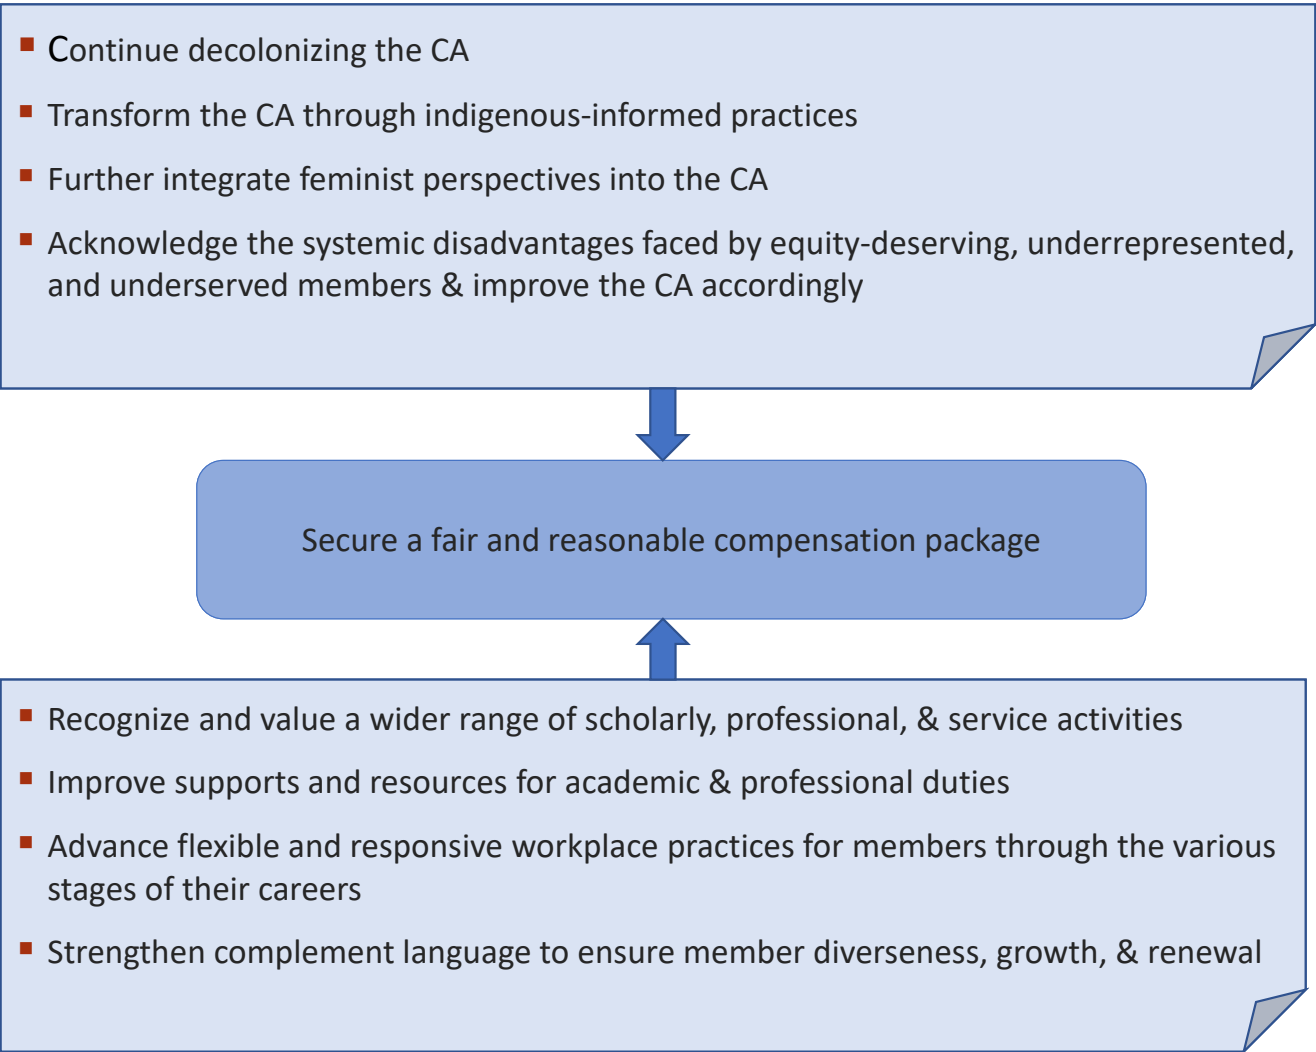 ▪ Continue decolonizing the CA
▪ Transform the CA through indigenous-informed practices
▪ Further integrate feminist perspectives into the CA
▪ Acknowledge the systemic disadvantages faced by equity-deserving, underrepresented,
and underserved members & improve the CA accordingly
Secure a fair and reasonable compensation package
▪ Recognize and value a wider range of scholarly, professional, & service activities
▪ Improve supports and resources for academic & professional duties
▪ Advance flexible and responsive workplace practices for members through the various
stages of their careers
▪ Strengthen complement language to ensure member diverseness, growth, & renewal